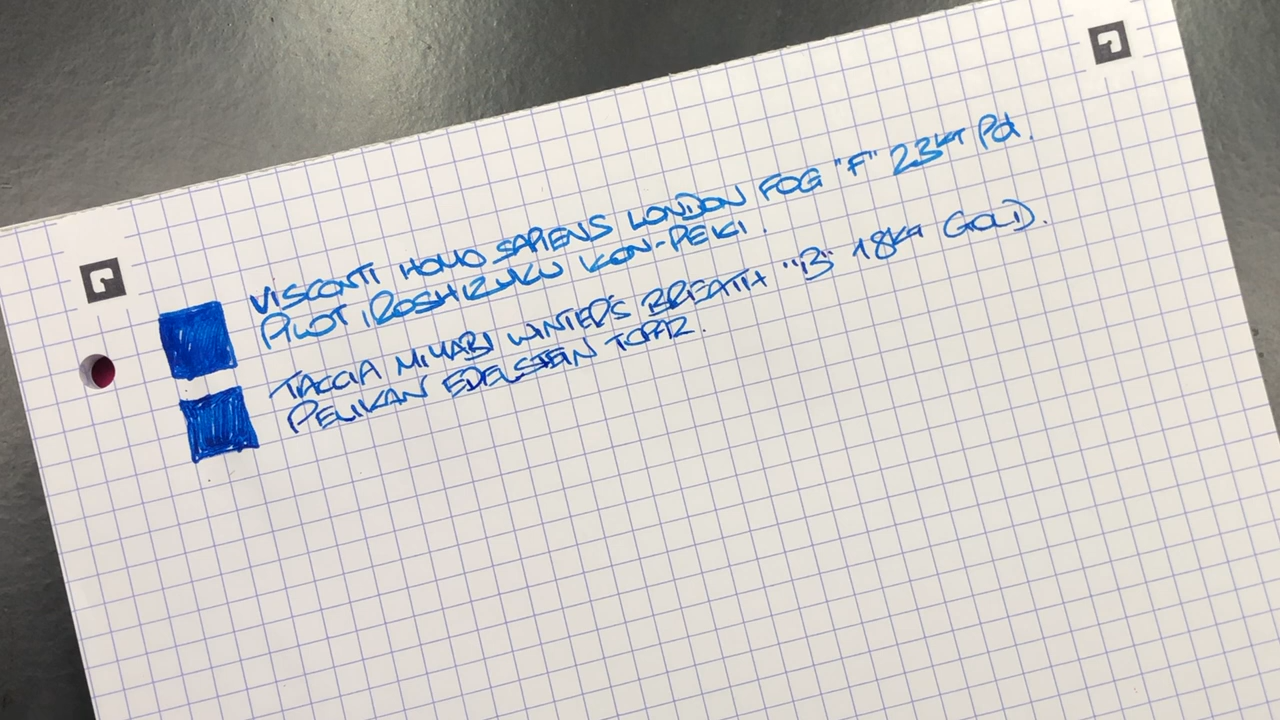 VISCONTI HOMO SAPIENS LONDON FOG "F" 23KT Pd.
PILOT IROSHIZUKU KON-PEKI.
TACCIA MIYABI WINTER'S BREATH "B" 18KT GOLD.
PELIKAN EDELSTEIN TOPAZ.